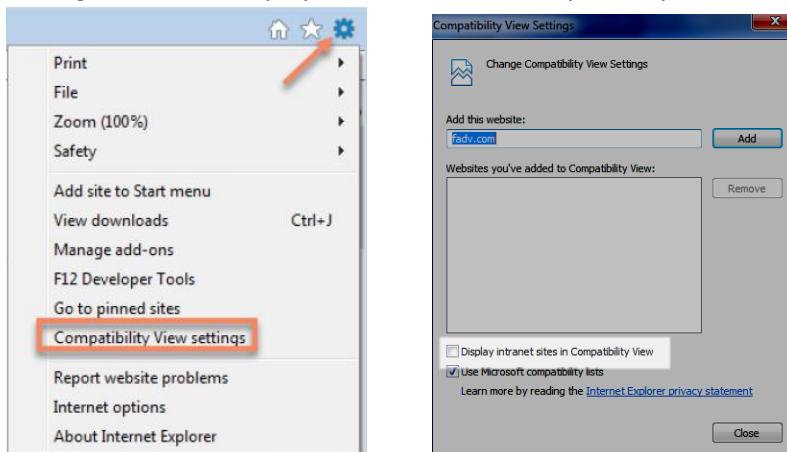 Print
File
Zoom (100%)
Safety
Add site to Start menu
View downloads Ctrl+J
Manage add-ons
F12 Developer Tools
Go to pinned sites
Compatibility View settings
Report website problems
Internet options
About Internet Explorer
Compatibility View Settings
Change Compatibility View Settings
Add this website:
fadv.com Add
Websites you've added to Compatibility View:
Remove
Display intranet sites in Compatibility View
Use Microsoft compatibility lists
Learn more by reading the Internet Explorer privacy statement
Close